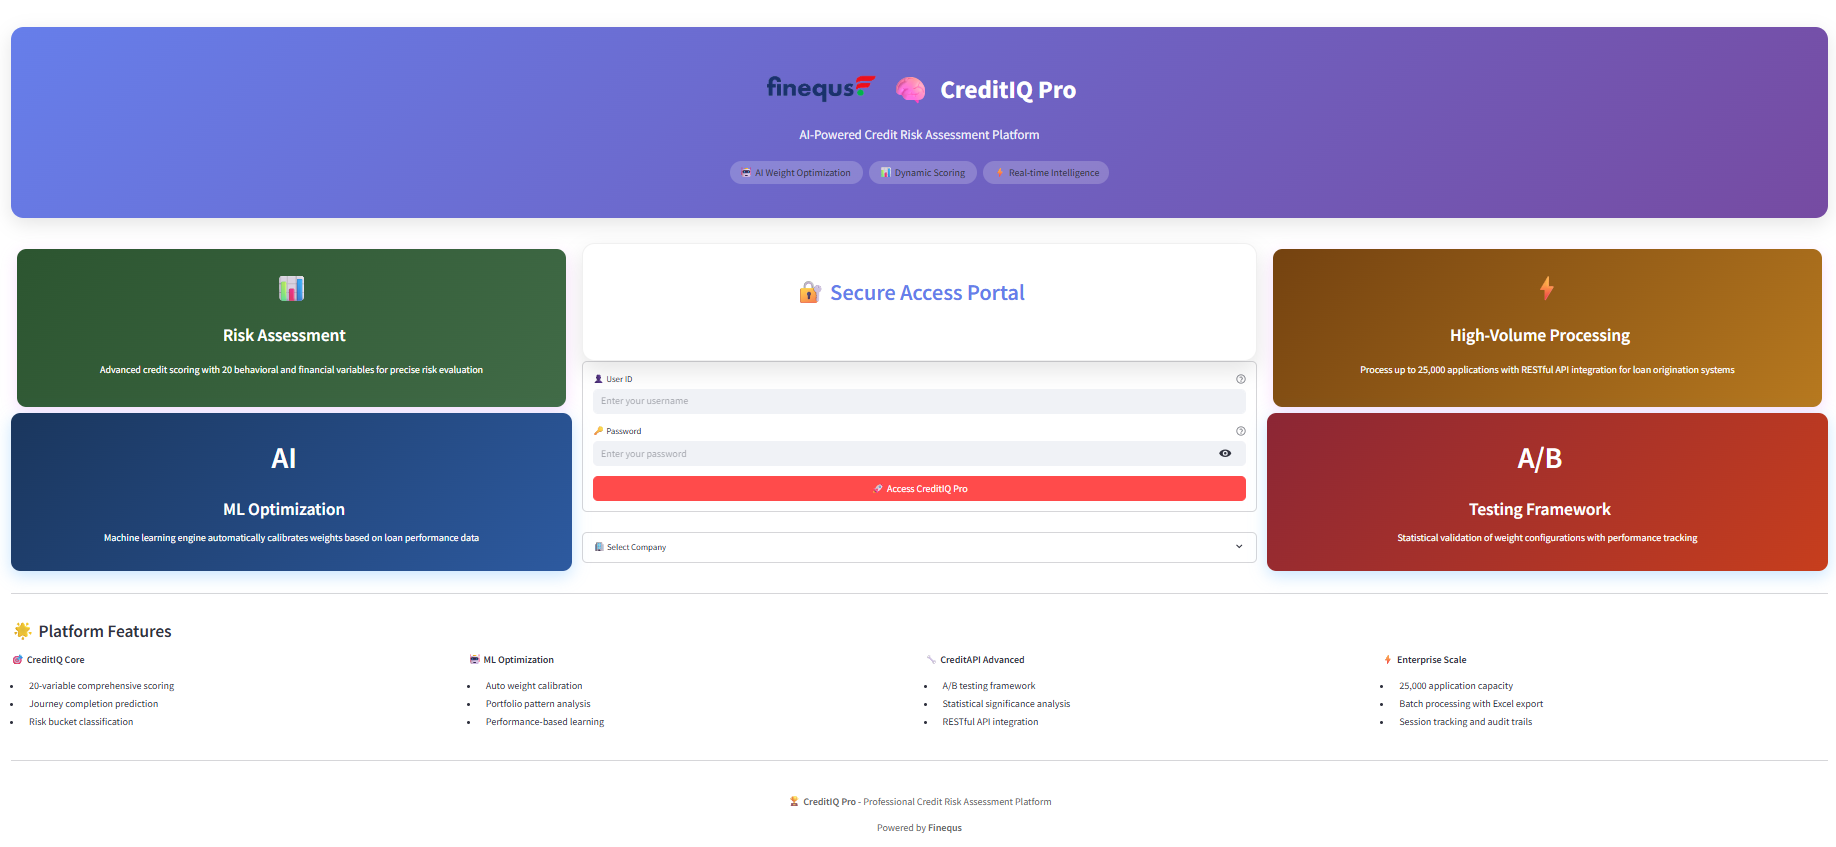 finequs
CreditIQ Pro
AI-Powered Credit Risk Assessment Platform
AI Weight Optimization
Dynamic Scoring
Real-time Intelligence
Risk Assessment
Advanced credit scoring with 20 behavioral and financial variables for precise risk evaluation
AI
ML Optimization
Machine learning engine automatically calibrates weights based on loan performance data
Secure Access Portal
User ID
Enter your username
Password
Enter your password
Access CreditIQ Pro
Select Company
High-Volume Processing
Process up to 25,000 applications with RESTful API integration for loan origination systems
A/B
Testing Framework
Statistical validation of weight configurations with performance tracking
Platform Features
CreditIQ Core
20-variable comprehensive scoring
Journey completion prediction
Risk bucket classification
ML Optimization
Auto weight calibration
Portfolio pattern analysis
Performance-based learning
CreditAPI Advanced
A/B testing framework
Statistical significance analysis
RESTful API integration
Enterprise Scale
25,000 application capacity
Batch processing with Excel export
Session tracking and audit trails
CreditIQ Pro - Professional Credit Risk Assessment Platform
Powered by Finequs